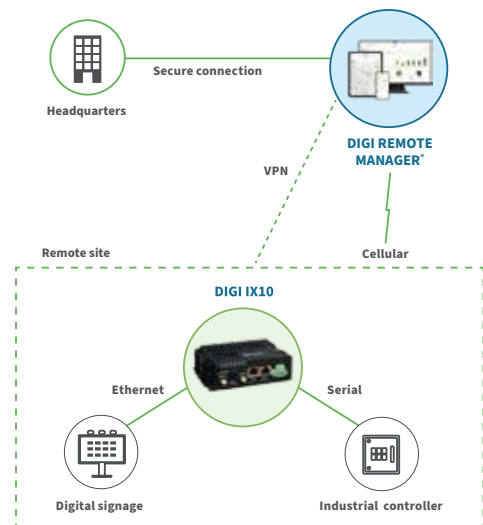 Secure connection
Headquarters
DIGI REMOTE
MANAGER®
VPN
Remote site
Cellular
DIGI IX10
Ethernet
Serial
Digital signage
Industrial controller